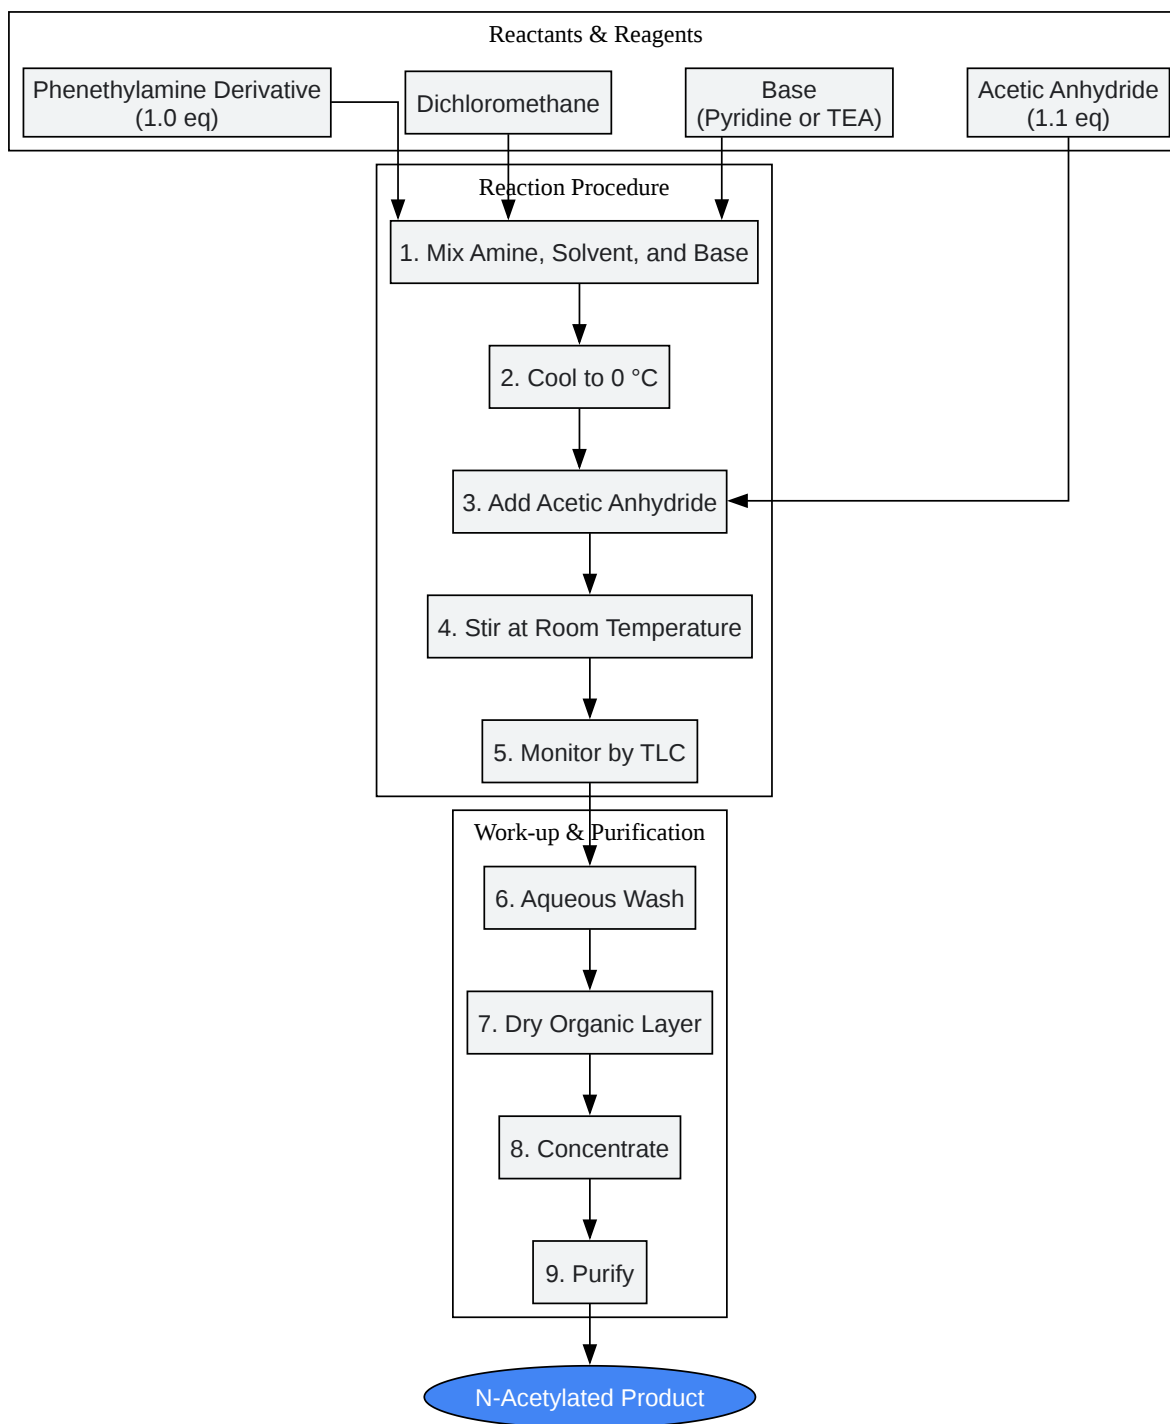 Reactants & Reagents
Phenethylamine Derivative
(1.0 eq)
Dichloromethane
Base
(Pyridine or TEA)
Acetic Anhydride
(1.1 eq)
Reaction Procedure
1. Mix Amine, Solvent, and Base
2. Cool to 0 °C
3. Add Acetic Anhydride
4. Stir at Room Temperature
5. Monitor by TLC
Work-up & Purification
6. Aqueous Wash
7. Dry Organic Layer
8. Concentrate
9. Purify
N-Acetylated Product